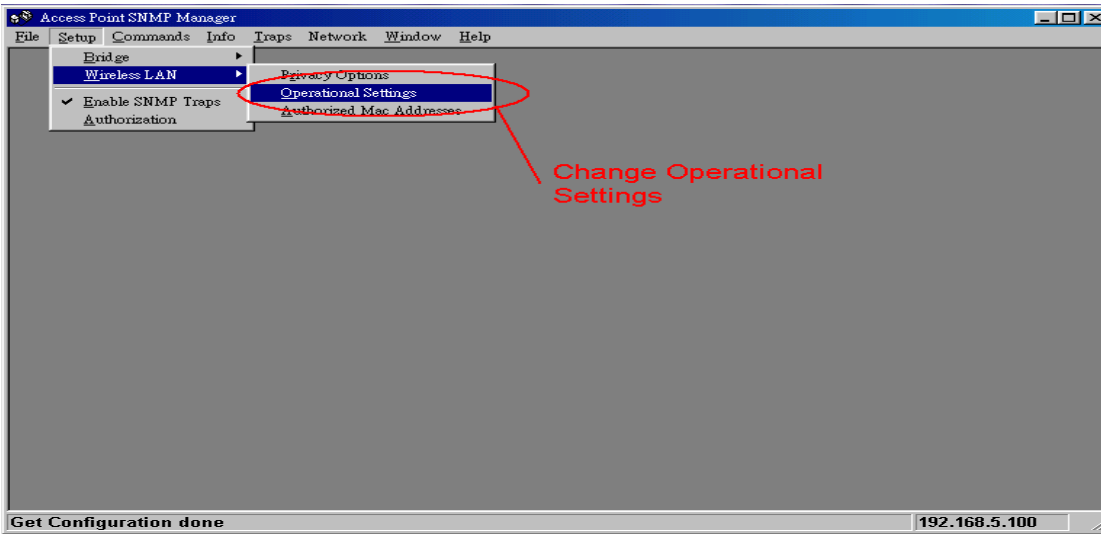 Access Point SNMP Manager
File Setup Commands Info Traps Network Window Help
Bridge
Wireless LAN
Enable SNMP Traps
Authorization
Privacy Options
Operational Settings
Authorized Mac Addresses
Change Operational
Settings
Get Configuration done 192.168.5.100